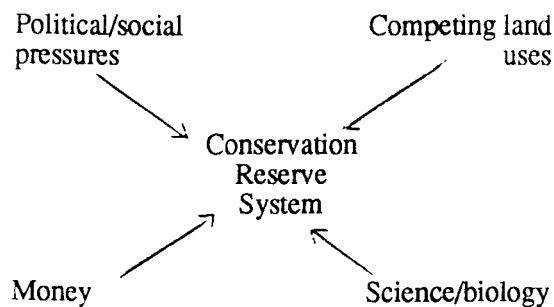 Political/social
pressures
Competing land
uses
Conservation
Reserve
System
Money
Science/biology